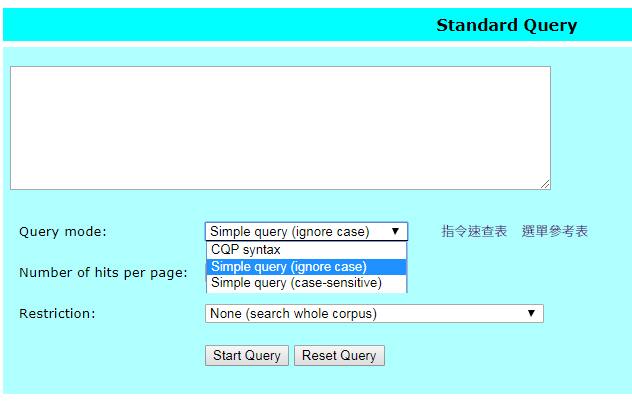 Standard Query
Query mode: Simple query (ignore case) ▼ 指令速查表 選單參考表
CQP syntax
Simple query (ignore case)
Number of hits per page:
Simple query (case-sensitive)
Restriction: None (search whole corpus) ▼
Start Query Reset Query